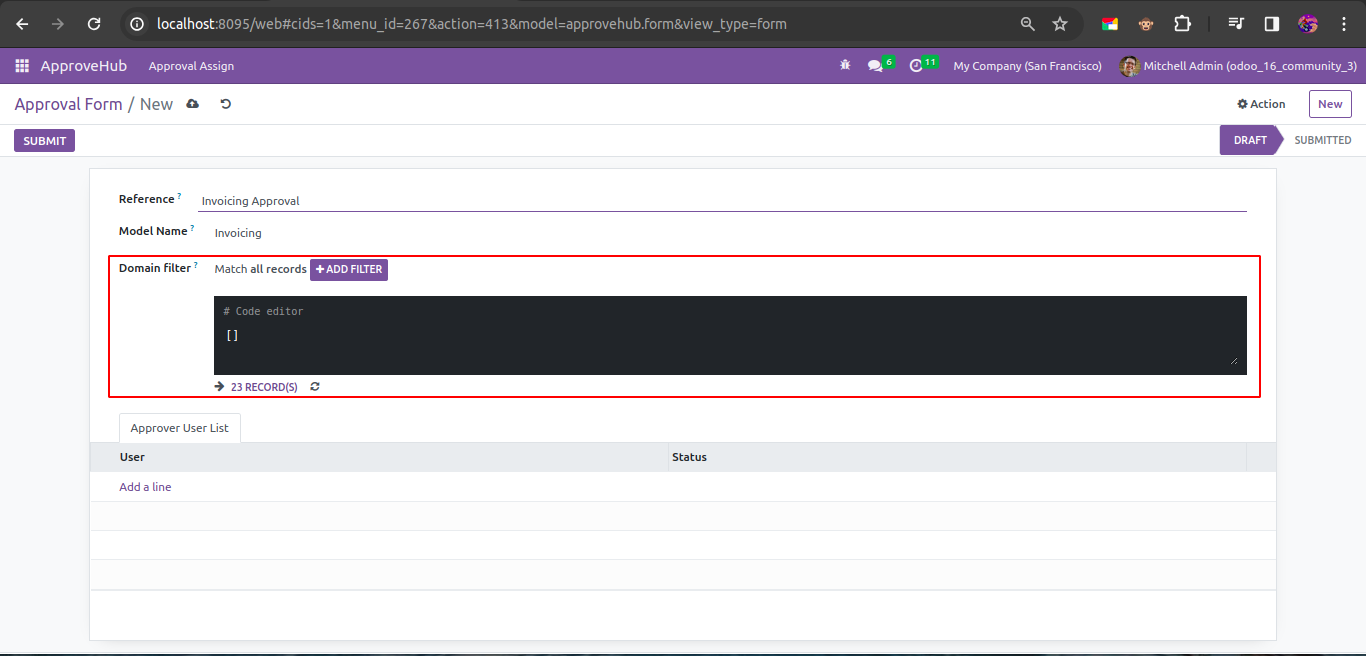 localhost:8095/web#cids=1&menu_id=267&action=413&model=approvehub.form&view_type=form
ApproveHub Approval Assign 6 11 My Company (San Francisco) Mitchell Admin (odoo_16_community_3)
Approval Form / New Action New
SUBMIT DRAFT SUBMITTED
Reference ? Invoicing Approval
Model Name ? Invoicing
Domain filter ? Match all records + ADD FILTER
# Code editor
[]
23 RECORD(S)
Approver User List
User Status
Add a line